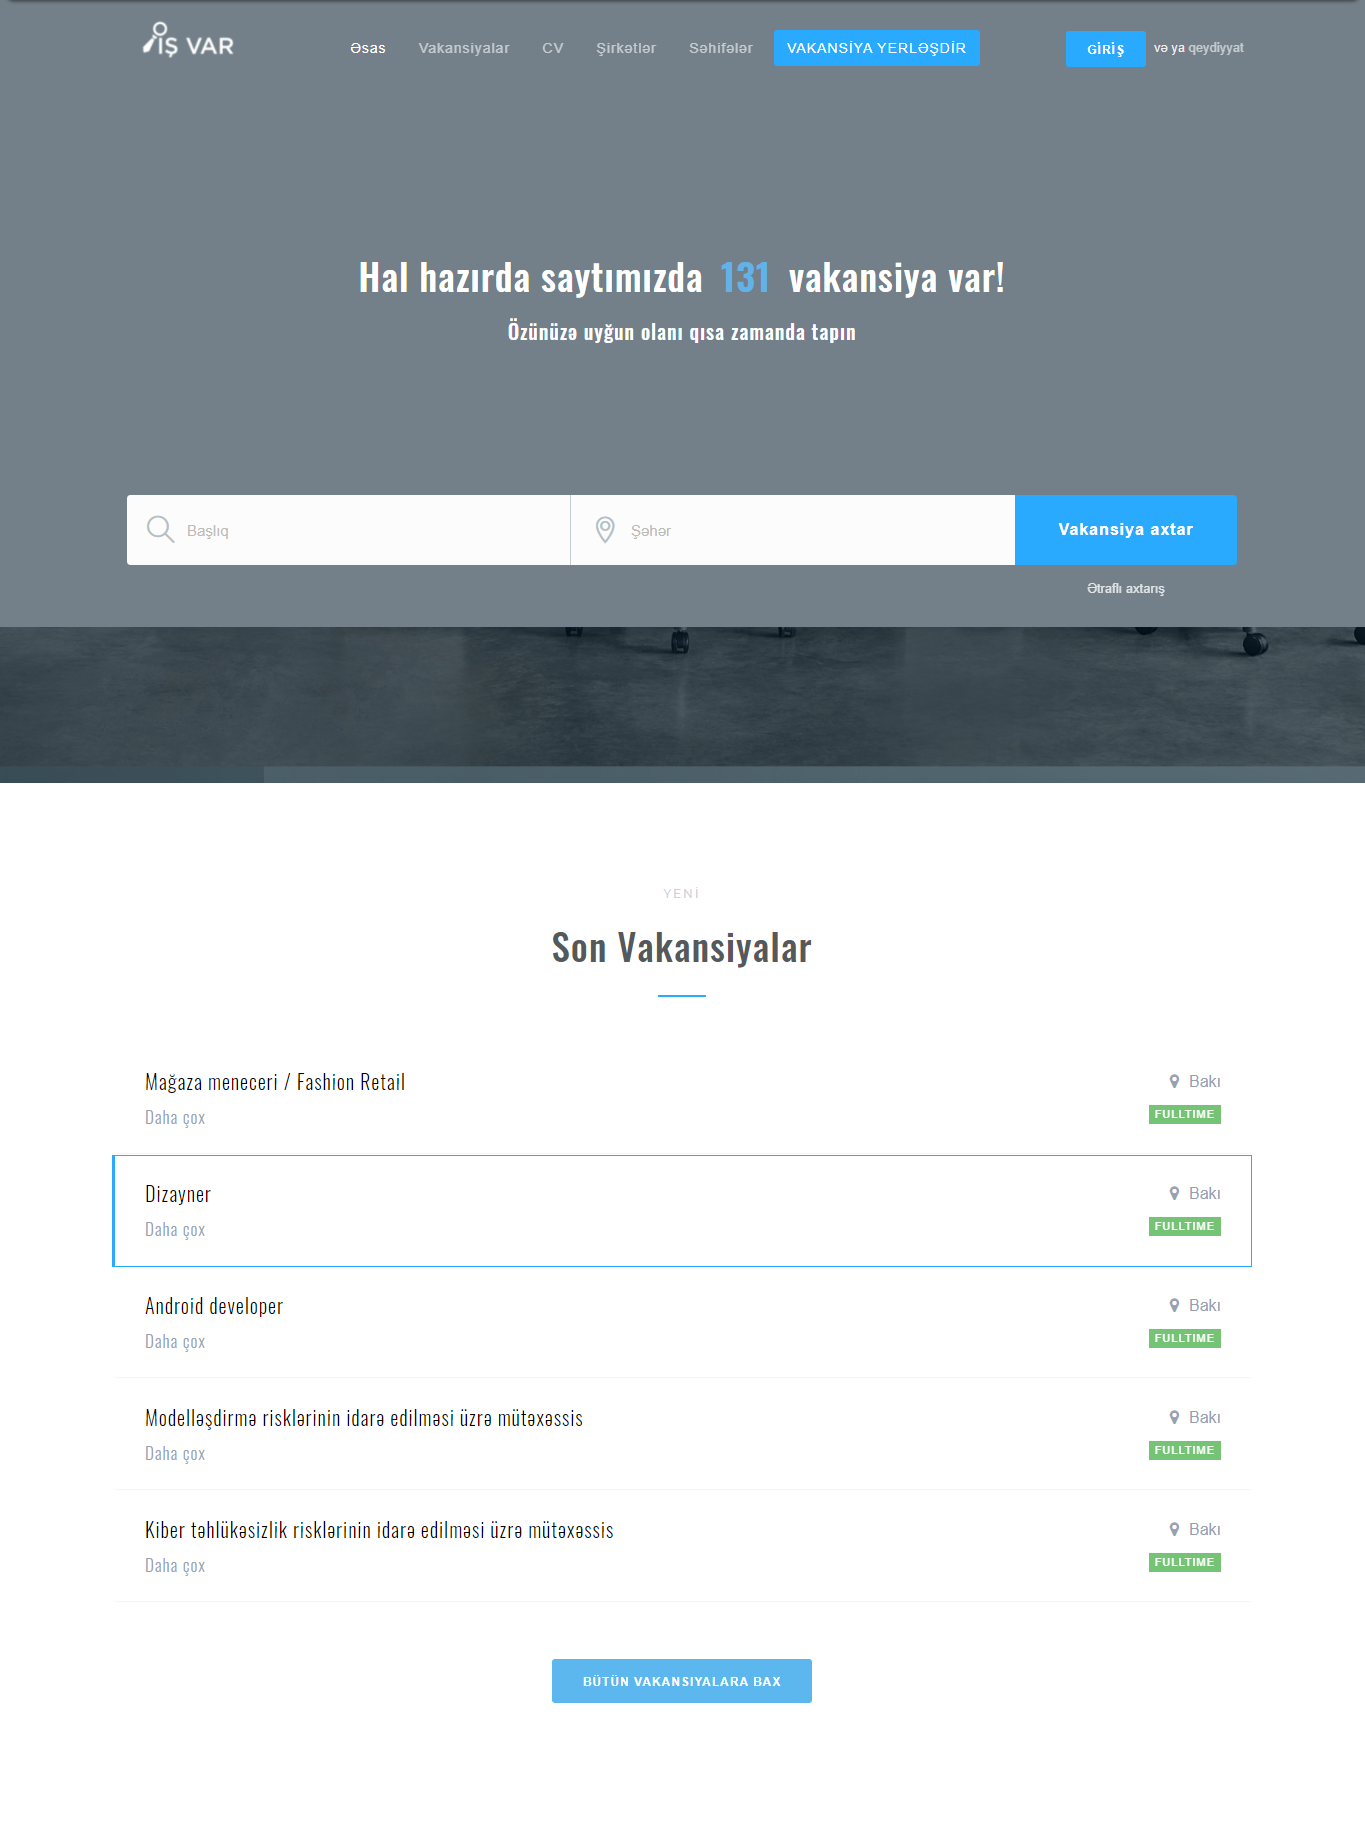 İŞ VAR
Əsas Vakansiyalar CV Şirkətlər Səhifələr VAKANSİYA YERLƏŞDİR GİRİŞ və ya qeydiyyat
Hal hazırda saytımızda 131 vakansiya var!
Özünüzə uyğun olanı qısa zamanda tapın
Başlıq Şəhər Vakansiya axtar
Ətraflı axtarış
YENİ
Son Vakansiyalar
Mağaza meneceri / Fashion Retail Bakı
Daha çox FULLTIME
Dizayner Bakı
Daha çox FULLTIME
Android developer Bakı
Daha çox FULLTIME
Modelləşdirmə risklərinin idarə edilməsi üzrə mütəxəssis Bakı
Daha çox FULLTIME
Kiber təhlükəsizlik risklərinin idarə edilməsi üzrə mütəxəssis Bakı
Daha çox FULLTIME
BÜTÜN VAKANSIYALARA BAX